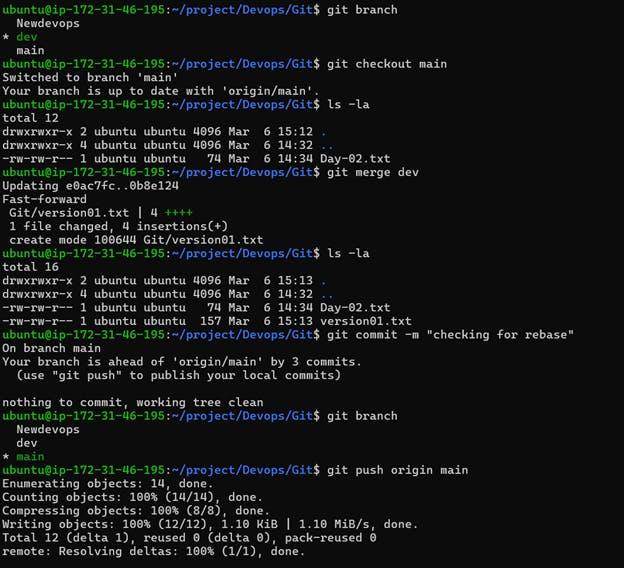 ubuntu@ip-172-31-46-195:~/project/Devops/Git$ git branch
  Newdevops
* dev
  main
ubuntu@ip-172-31-46-195:~/project/Devops/Git$ git checkout main
Switched to branch 'main'
Your branch is up to date with 'origin/main'.
ubuntu@ip-172-31-46-195:~/project/Devops/Git$ ls -la
total 12
drwxrwxr-x 2 ubuntu ubuntu 4096 Mar  6 15:12 .
drwxrwxr-x 4 ubuntu ubuntu 4096 Mar  6 14:32 ..
-rw-rw-r-- 1 ubuntu ubuntu   74 Mar  6 14:34 Day-02.txt
ubuntu@ip-172-31-46-195:~/project/Devops/Git$ git merge dev
Updating e0ac7fc..0b8e124
Fast-forward
 Git/version01.txt | 4 ++++
 1 file changed, 4 insertions(+)
 create mode 100644 Git/version01.txt
ubuntu@ip-172-31-46-195:~/project/Devops/Git$ ls -la
total 16
drwxrwxr-x 2 ubuntu ubuntu 4096 Mar  6 15:13 .
drwxrwxr-x 4 ubuntu ubuntu 4096 Mar  6 14:32 ..
-rw-rw-r-- 1 ubuntu ubuntu   74 Mar  6 14:34 Day-02.txt
-rw-rw-r-- 1 ubuntu ubuntu  157 Mar  6 15:13 version01.txt
ubuntu@ip-172-31-46-195:~/project/Devops/Git$ git commit -m "checking for rebase"
On branch main
Your branch is ahead of 'origin/main' by 3 commits.
  (use "git push" to publish your local commits)

nothing to commit, working tree clean
ubuntu@ip-172-31-46-195:~/project/Devops/Git$ git branch
  Newdevops
  dev
* main
ubuntu@ip-172-31-46-195:~/project/Devops/Git$ git push origin main
Enumerating objects: 14, done.
Counting objects: 100% (14/14), done.
Compressing objects: 100% (8/8), done.
Writing objects: 100% (12/12), 1.10 KiB | 1.10 MiB/s, done.
Total 12 (delta 1), reused 0 (delta 0), pack-reused 0
remote: Resolving deltas: 100% (1/1), done.